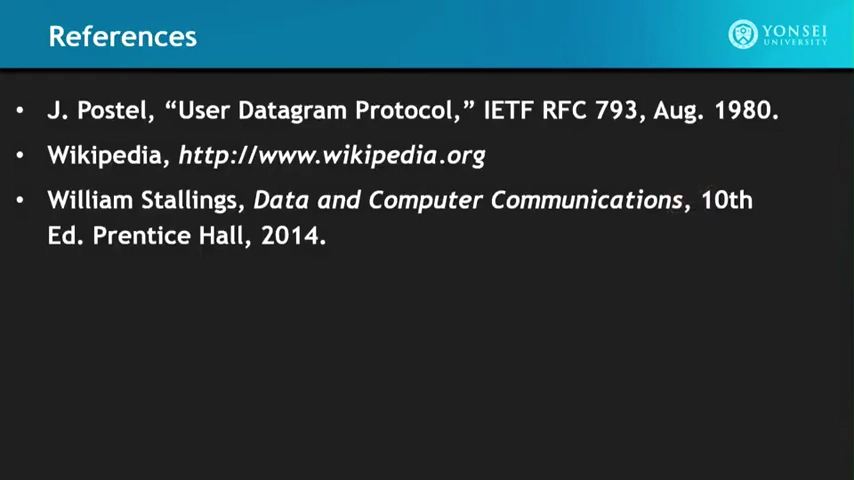 References
YONSEI
UNIVERSITY
• J. Postel, “User Datagram Protocol,” IETF RFC 793, Aug. 1980.
• Wikipedia, http://www.wikipedia.org
• William Stallings, Data and Computer Communications, 10th
Ed. Prentice Hall, 2014.